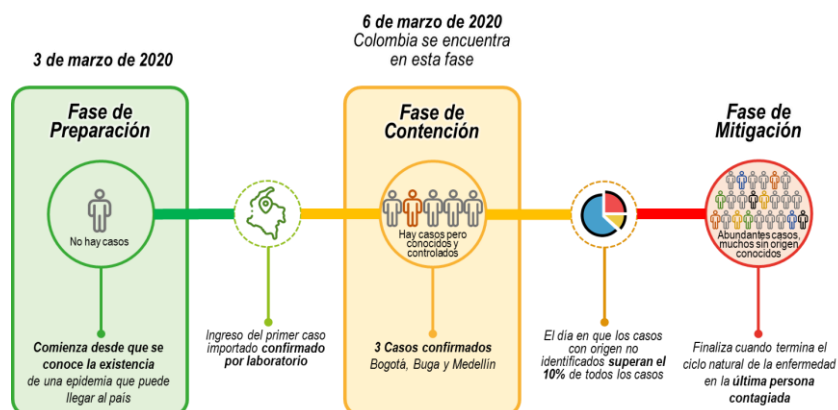 3 de marzo de 2020
6 de marzo de 2020
Colombia se encuentra
en esta fase
Fase de
Preparación
No hay casos
Comienza desde que se
conoce la existencia
de una epidemia que puede
llegar al país
Ingreso del primer caso
importado confirmado
por laboratorio
Fase de
Contención
Hay casos pero
conocidos y
controlados
3 Casos confirmados
Bogotá, Buga y Medellín
El día en que los casos
con origen no
identificados superan el
10% de todos los casos
Fase de
Mitigación
Abundantes casos,
muchos sin origen
conocidos
Finaliza cuando termina el
ciclo natural de la enfermedad
en la última persona
contagiada